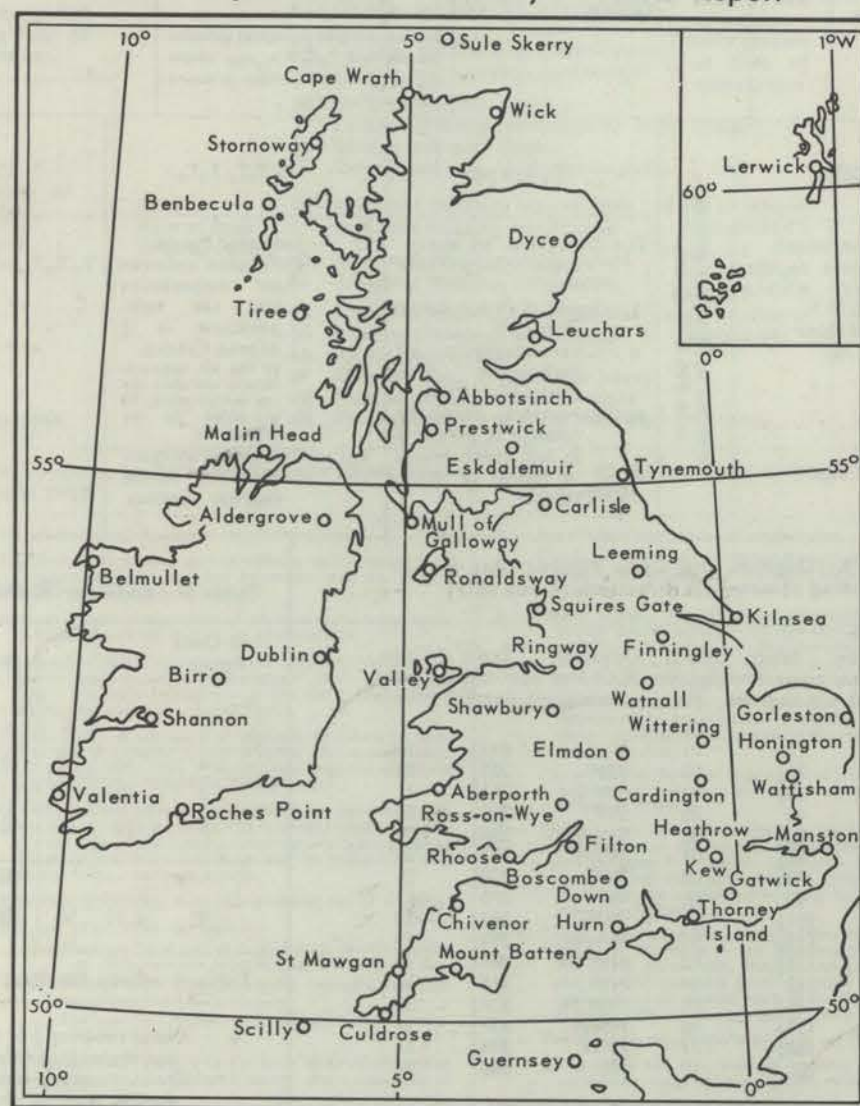 10°
5°
Sule Skerry
1°W
Cape Wrath
Wick
Stornoway
Lerwick
60°
Benbecula
Dyce
Tiree
Leuchars
0°
Abbotsinch
Prestwick
Malin Head
Eskdalemuir
55°
Tynemouth
55°
Carlisle
Aldergrove
Mull of
Galloway
Leeming
Belmullet
Ronaldsway
Squires Gate
Kilnsea
Ringway
Finningley
Dublin
Birr
Valley
Watnall
Shawbury
Wittering
Gorleston
Shannon
Honington
Elmdon
Valentia
Aberporth
Cardington
Wattisham
Roches Point
Ross-on-Wye
Heathrow
Manston
Rhoose
Filton
Kew
Boscombe
Down
Gatwick
Chivenor
Hurn
Thorney
Island
St Mawgan
Mount Batten
50°
50°
Scilly
Culdrose
Guernsey
10°
5°
0°